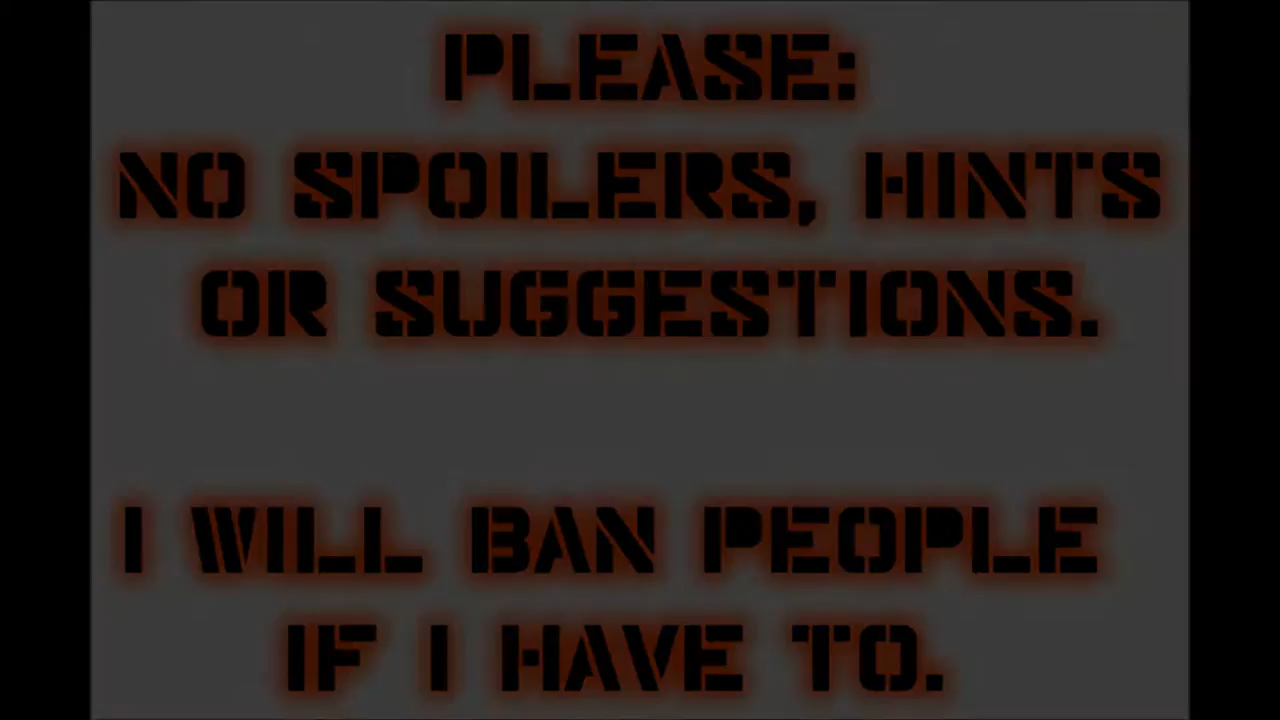 PLEASE:
NO SPOILERS, HINTS
OR SUGGESTIONS.
I WILL BAN PEOPLE
IF I HAVE TO.